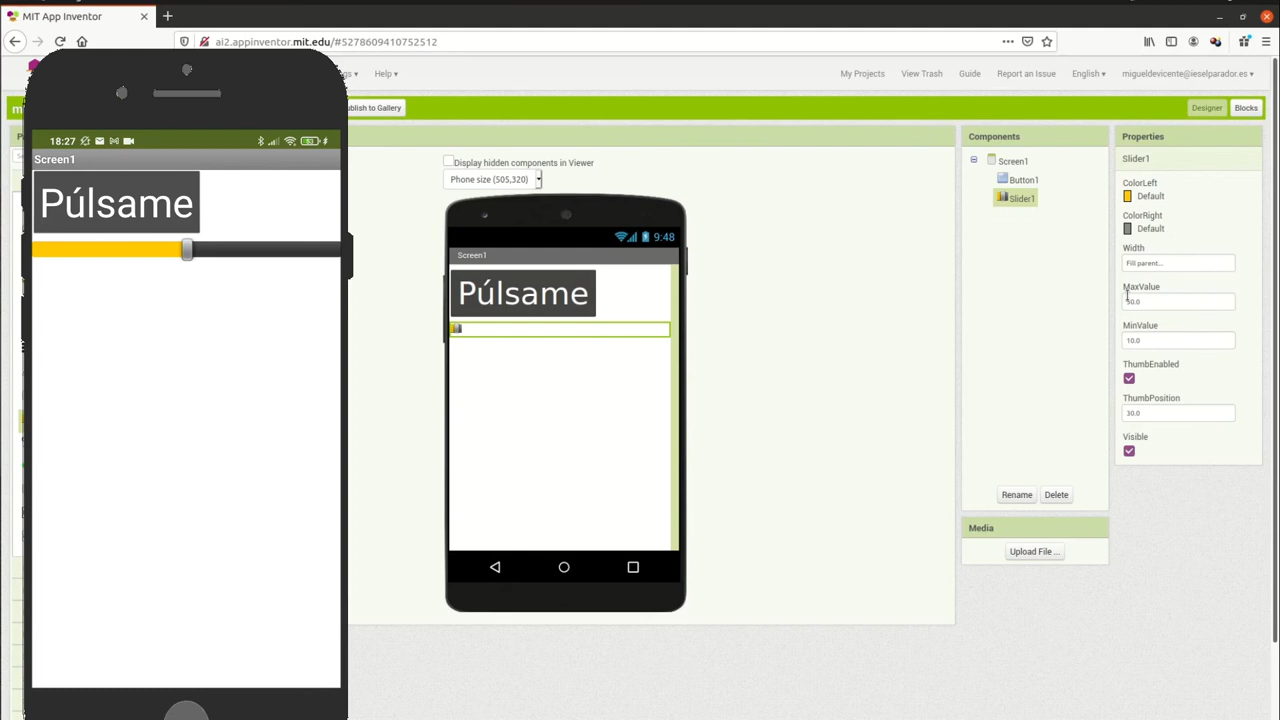 MIT App Inventor
ai2.appinventor.mit.edu/#5278609410752512
Help
My Projects
View Trash
Guide
Report an Issue
English
migueldevicente@ieselparador.es
mi
ublish to Gallery
Designer
Blocks
18:27
Screen1
Púlsame
Display hidden components in Viewer
Phone size (505,320)
9:48
Screen1
Púlsame
Components
Screen1
Button1
Slider1
Rename
Delete
Media
Upload File ...
Properties
Slider1
ColorLeft
Default
ColorRight
Default
Width
Fill parent...
MaxValue
50.0
MinValue
10.0
ThumbEnabled
ThumbPosition
30.0
Visible